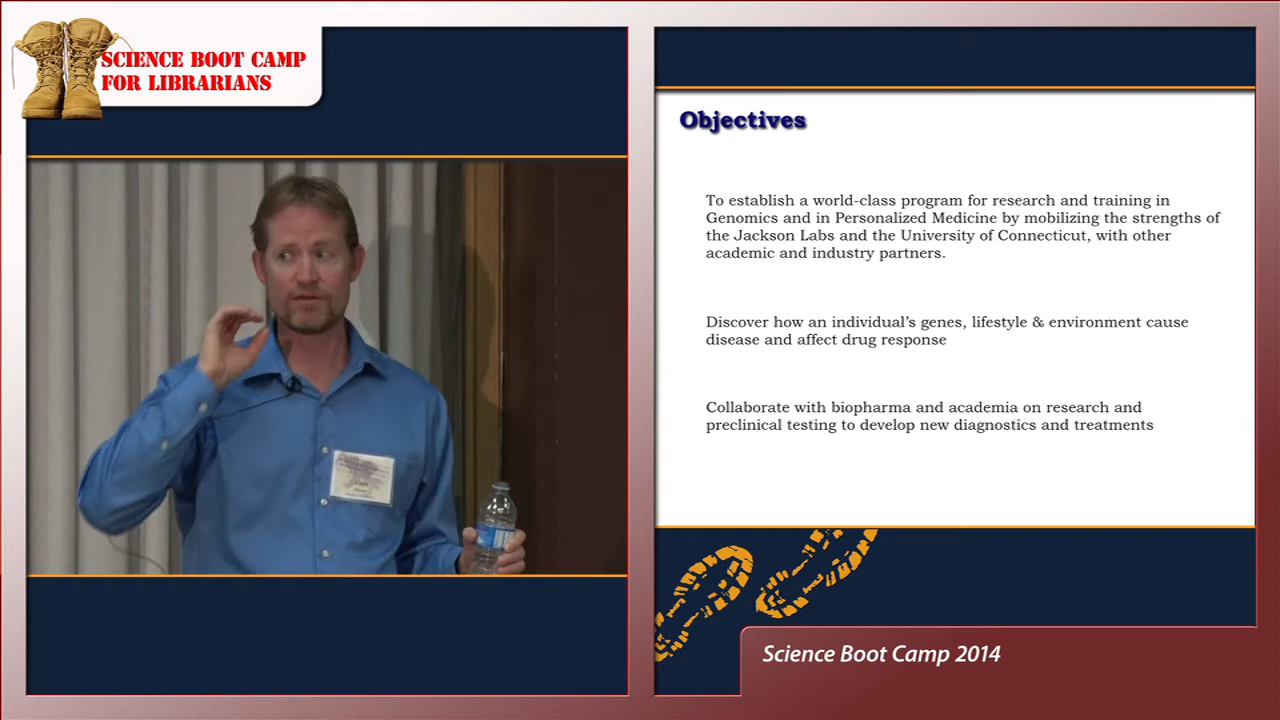 SCIENCE BOOT CAMP
FOR LIBRARIANS
Objectives
To establish a world-class program for research and training in
Genomics and in Personalized Medicine by mobilizing the strengths of
the Jackson Labs and the University of Connecticut, with other
academic and industry partners.
Discover how an individual’s genes, lifestyle & environment cause
disease and affect drug response
Collaborate with biopharma and academia on research and
preclinical testing to develop new diagnostics and treatments
Science Boot Camp 2014